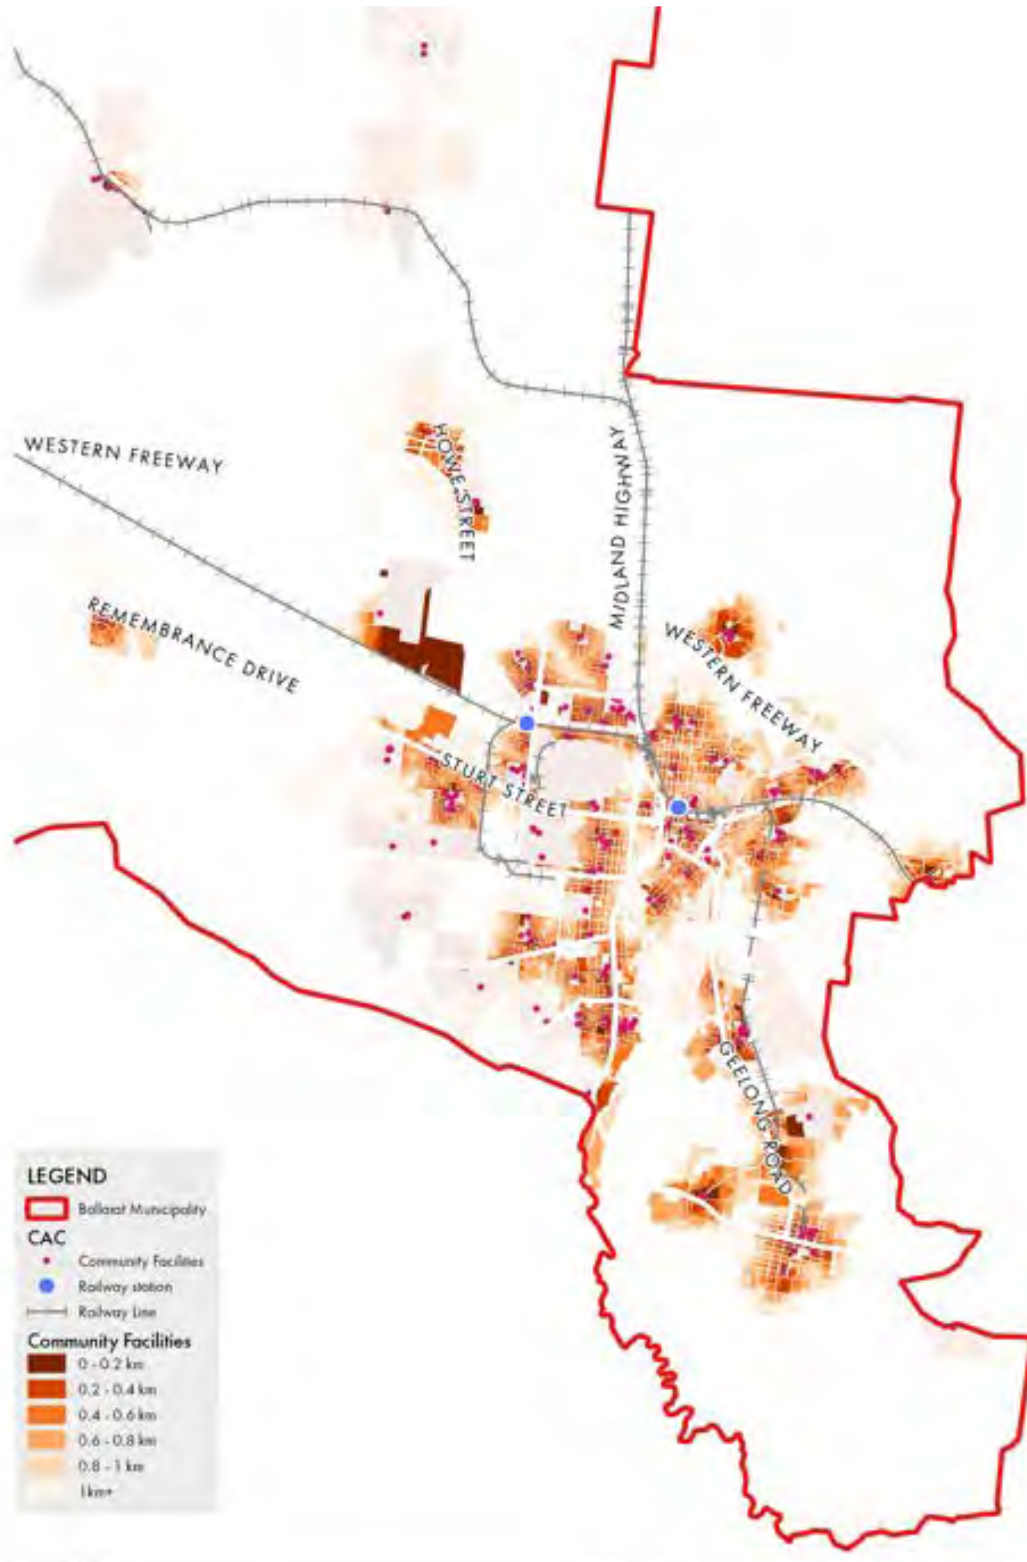 WESTERN FREEWAY
HOWE STREET
MIDLAND HIGHWAY
REMEMBRANCE DRIVE
WESTERN FREEWAY
STURT STREET
GEELONG ROAD
LEGEND
Ballarat Municipality
CAC
Community Facilities
Railway station
Railway Line
Community Facilities
0 - 0.2 km
0.2 - 0.4 km
0.4 - 0.6 km
0.6 - 0.8 km
0.8 - 1 km
1km+